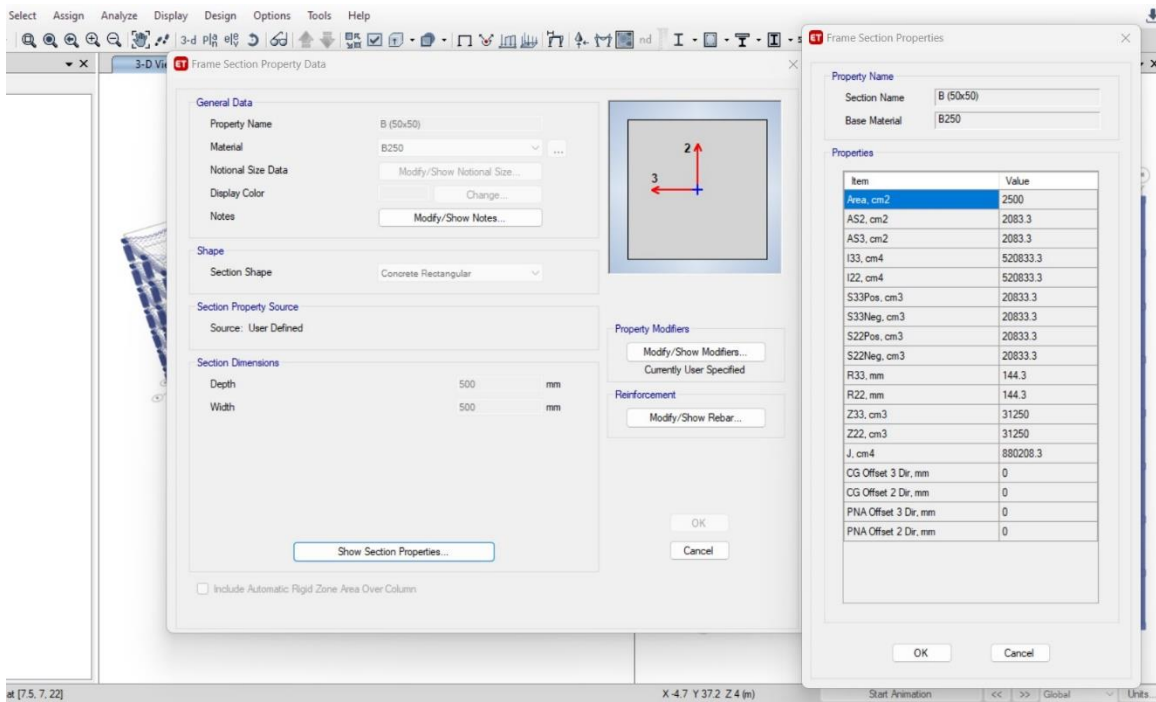 Select Assign Analyze Display Design Options Tools Help
3-d
nd
3-D Vi
ET Frame Section Property Data
General Data
Property Name B (50x50)
Material B250 ...
Notional Size Data Modify/Show Notional Size...
Display Color Change...
Notes Modify/Show Notes...
Shape
Section Shape Concrete Rectangular
Section Property Source
Source: User Defined
Section Dimensions
Depth 500 mm
Width 500 mm
Show Section Properties...
Include Automatic Rigid Zone Area Over Column
2
3
Property Modifiers
Modify/Show Modifiers...
Currently User Specified
Reinforcement
Modify/Show Rebar...
OK
Cancel
ET Frame Section Properties
Property Name
Section Name B (50x50)
Base Material B250
Properties
Item Value
Area, cm2 2500
AS2, cm2 2083.3
AS3, cm2 2083.3
I33, cm4 520833.3
I22, cm4 520833.3
S33Pos, cm3 20833.3
S33Neg, cm3 20833.3
S22Pos, cm3 20833.3
S22Neg, cm3 20833.3
R33, mm 144.3
R22, mm 144.3
Z33, cm3 31250
Z22, cm3 31250
J, cm4 880208.3
CG Offset 3 Dir, mm 0
CG Offset 2 Dir, mm 0
PNA Offset 3 Dir, mm 0
PNA Offset 2 Dir, mm 0
OK Cancel
at [7.5, 7, 22] X -4.7 Y 37.2 Z 4 (m) Start Animation << >> Global Units...